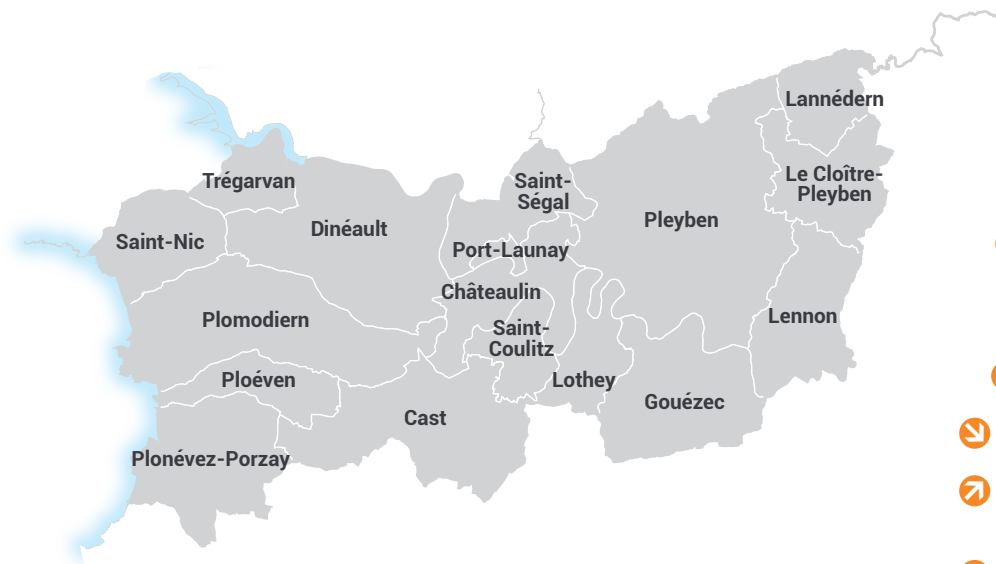 Lannédern
Trégarvan
Le Cloître-
Pleyben
Saint-
Ségal
Pleyben
Dinéault
Saint-Nic
Port-Launay
Châteaulin
Plomodiern
Lennon
Saint-
Coulitz
Ploéven
Lothey
Gouézec
Cast
Plonévez-Porzay